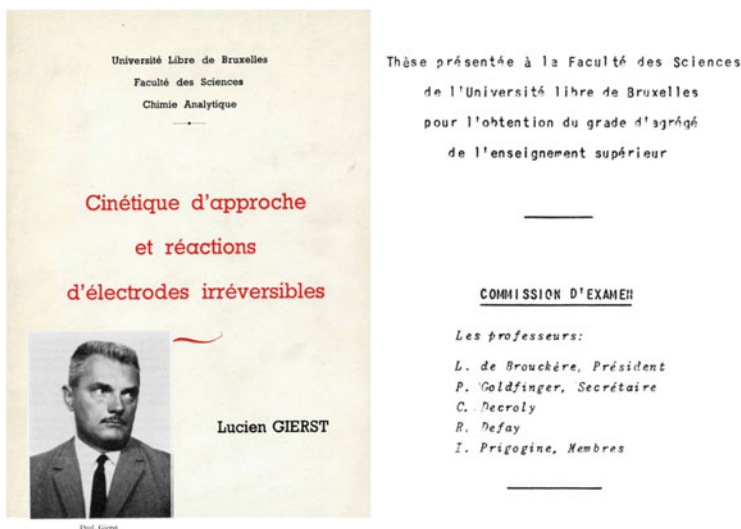 Université Libre de Bruxelles
Faculté des Sciences
Chimie Analytique
Cinétique d'approche
et réactions
d'électrodes irréversibles
Lucien GIERST
Prof. Gierst
Thèse présentée à la Faculté des Sciences
de l'Université libre de Bruxelles
pour l'obtention du grade d'agrégé
de l'enseignement supérieur
COMMISSION D'EXAMEN
Les professeurs:
L. de Brouckère, Président
P. Goldfinger, Secrétaire
C. Decroly
R. Defay
I. Prigogine, Membres